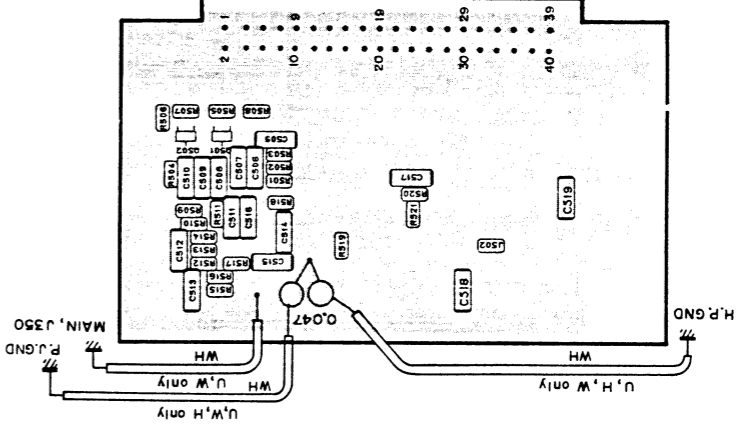 1 9 19 29 39
2 10 20 30 40
R506
R507 R505 R508
Q502 Q501
R503
R502
R501
R504
C510 C509 C508 C507 C506
C517
R520
R521
C519
R518
R509
R510
R511 C511 C516
C514
R514
R513
R512
C512
R517 C515
R519
J502
R516
R515
C513
C518
0.047
MAIN, J350
P.J.GND
H.P.GND
WH
U,W only
WH
U,W,H only
WH
U,H,W only